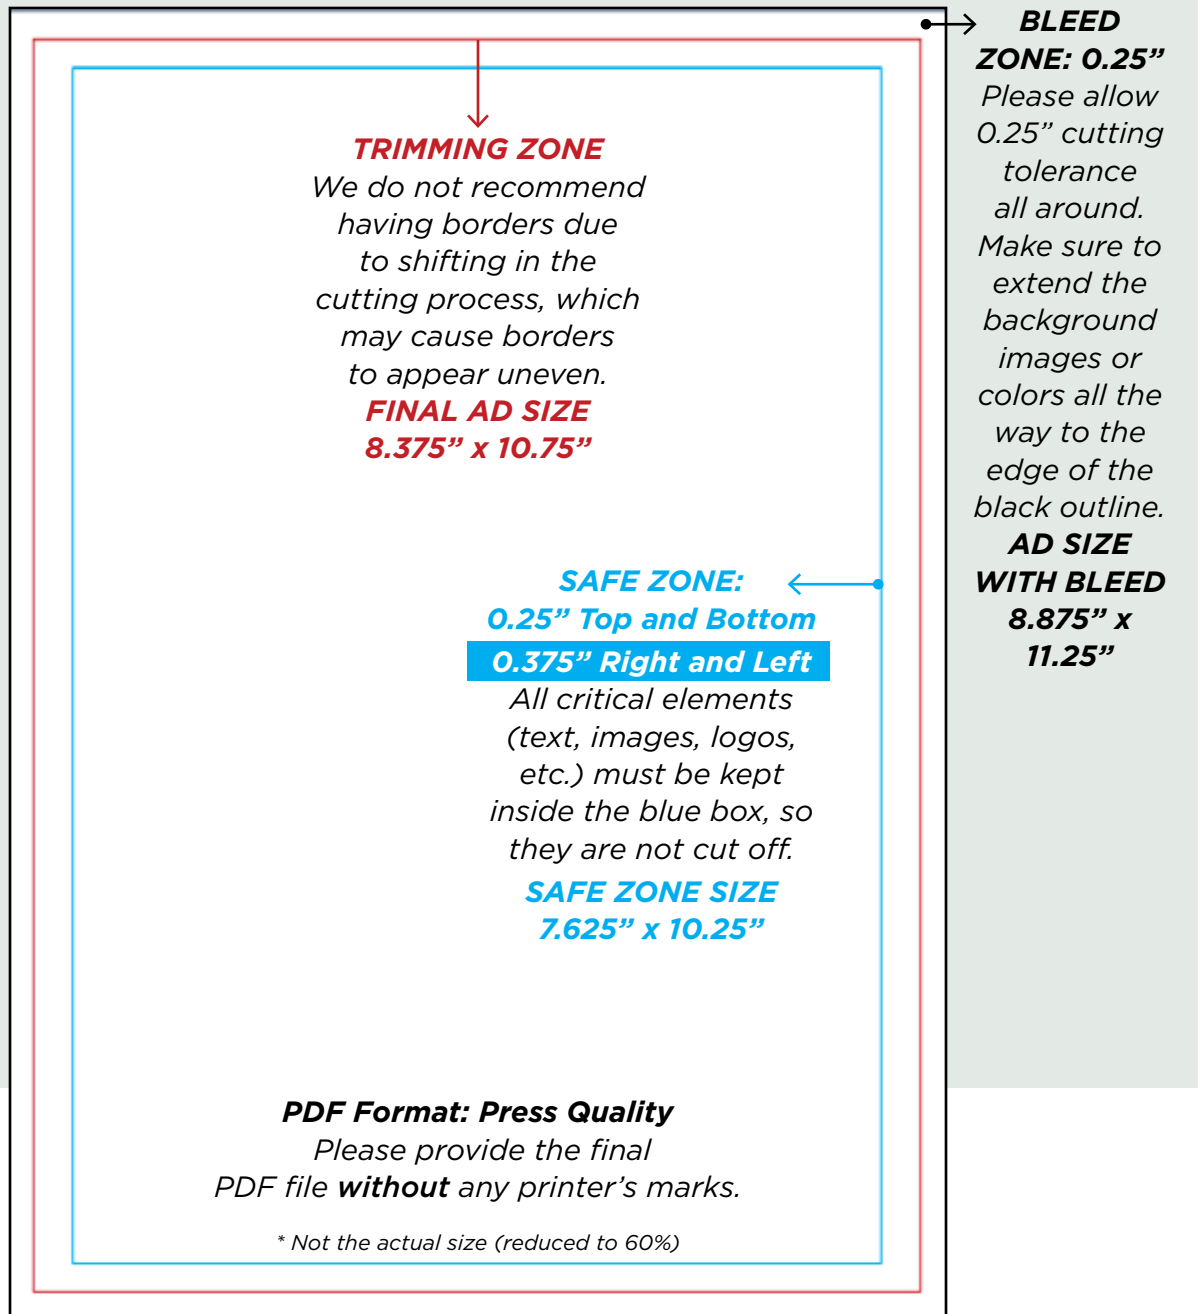 TRIMMING ZONE
We do not recommend
having borders due
to shifting in the
cutting process, which
may cause borders
to appear uneven.
FINAL AD SIZE
8.375” x 10.75”
SAFE ZONE:
0.25” Top and Bottom
0.375” Right and Left
All critical elements
(text, images, logos,
etc.) must be kept
inside the blue box, so
they are not cut off.
SAFE ZONE SIZE
7.625” x 10.25”
PDF Format: Press Quality
Please provide the final
PDF file without any printer’s marks.
* Not the actual size (reduced to 60%)
BLEED
ZONE: 0.25”
Please allow
0.25” cutting
tolerance
all around.
Make sure to
extend the
background
images or
colors all the
way to the
edge of the
black outline.
AD SIZE
WITH BLEED
8.875” x
11.25”